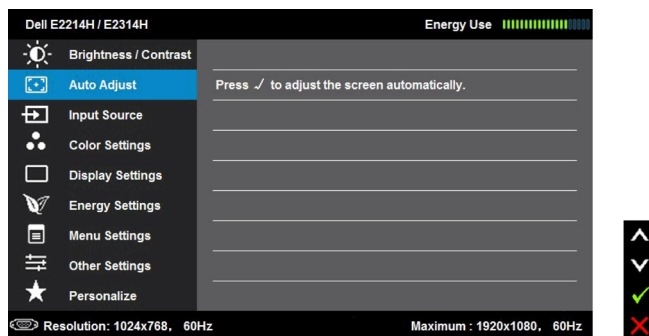 Dell E2214H / E2314H Energy Use
Brightness / Contrast
Auto Adjust Press ✓ to adjust the screen automatically.
Input Source
Color Settings
Display Settings
Energy Settings
Menu Settings
Other Settings
Personalize
Resolution: 1024x768, 60Hz Maximum : 1920x1080, 60Hz